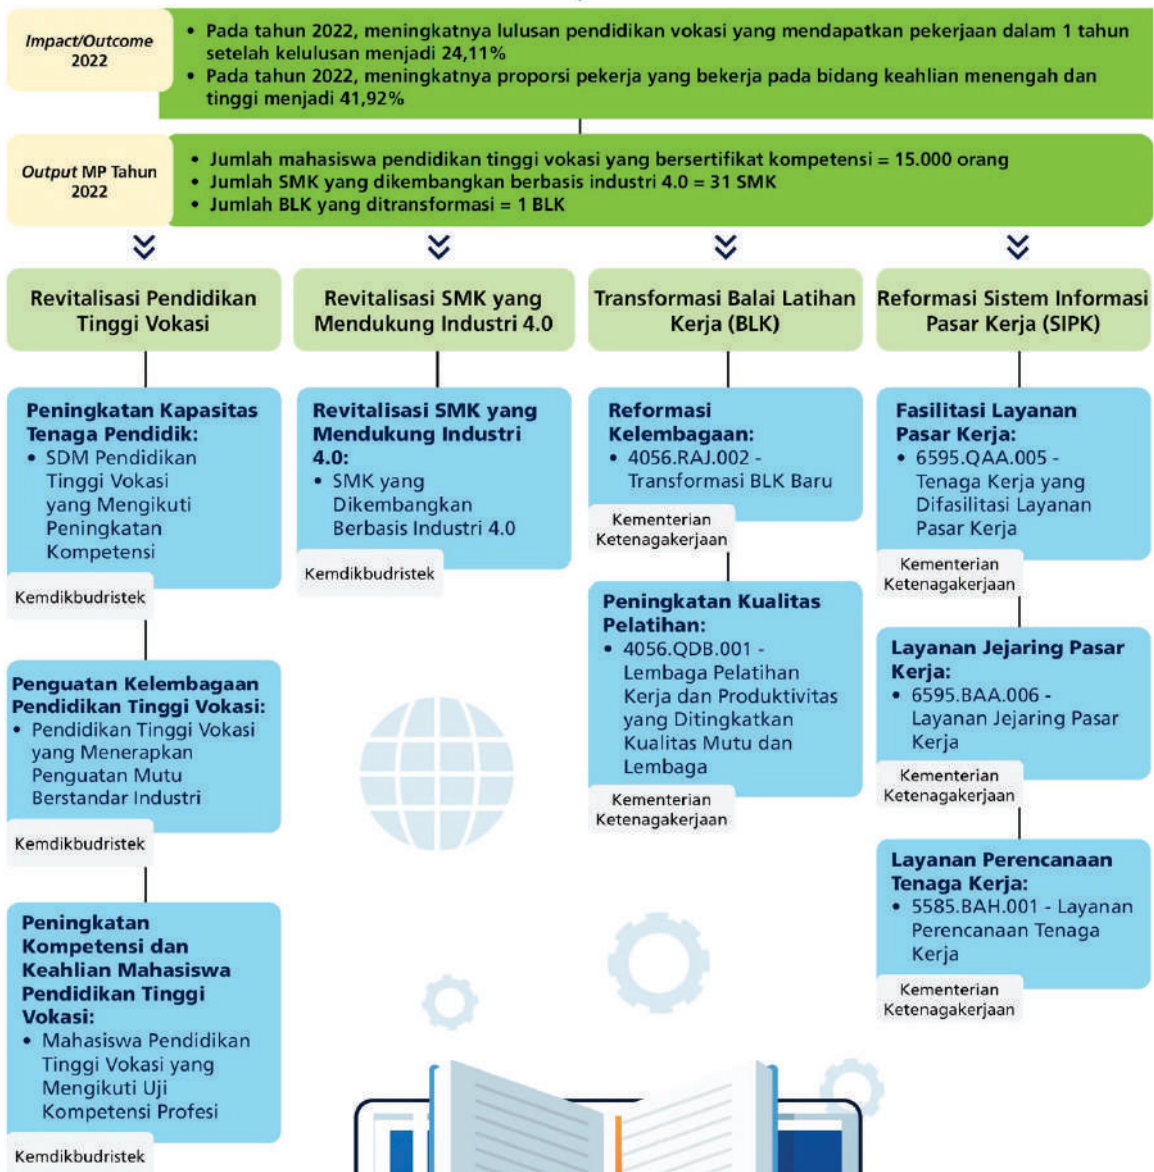 Impact/Outcome
2022
• Pada tahun 2022, meningkatnya lulusan pendidikan vokasi yang mendapatkan pekerjaan dalam 1 tahun
setelah kelulusan menjadi 24,11%
• Pada tahun 2022, meningkatnya proporsi pekerja yang bekerja pada bidang keahlian menengah dan
tinggi menjadi 41,92%
Output MP Tahun
2022
• Jumlah mahasiswa pendidikan tinggi vokasi yang bersertifikat kompetensi = 15.000 orang
• Jumlah SMK yang dikembangkan berbasis industri 4.0 = 31 SMK
• Jumlah BLK yang ditransformasi = 1 BLK
Revitalisasi Pendidikan
Tinggi Vokasi
Peningkatan Kapasitas
Tenaga Pendidik:
• SDM Pendidikan
Tinggi Vokasi
yang Mengikuti
Peningkatan
Kompetensi
Kemdikbudristek
Penguatan Kelembagaan
Pendidikan Tinggi Vokasi:
• Pendidikan Tinggi Vokasi
yang Menerapkan
Penguatan Mutu
Berstandar Industri
Kemdikbudristek
Peningkatan
Kompetensi dan
Keahlian Mahasiswa
Pendidikan Tinggi
Vokasi:
• Mahasiswa Pendidikan
Tinggi Vokasi yang
Mengikuti Uji
Kompetensi Profesi
Kemdikbudristek
Revitalisasi SMK yang
Mendukung Industri 4.0
Revitalisasi SMK yang
Mendukung Industri
4.0:
• SMK yang
Dikembangkan
Berbasis Industri 4.0
Kemdikbudristek
Transformasi Balai Latihan
Kerja (BLK)
Reformasi
Kelembagaan:
• 4056.RAJ.002 -
Transformasi BLK Baru
Kementerian
Ketenagakerjaan
Peningkatan Kualitas
Pelatihan:
• 4056.QDB.001 -
Lembaga Pelatihan
Kerja dan Produktivitas
yang Ditingkatkan
Kualitas Mutu dan
Lembaga
Kementerian
Ketenagakerjaan
Reformasi Sistem Informasi
Pasar Kerja (SIPK)
Fasilitasi Layanan
Pasar Kerja:
• 6595.QAA.005 -
Tenaga Kerja yang
Difasilitasi Layanan
Pasar Kerja
Kementerian
Ketenagakerjaan
Layanan Jejaring Pasar
Kerja:
• 6595.BAA.006 -
Layanan Jejaring Pasar
Kerja
Kementerian
Ketenagakerjaan
Layanan Perencanaan
Tenaga Kerja:
• 5585.BAH.001 - Layanan
Perencanaan Tenaga
Kerja
Kementerian
Ketenagakerjaan